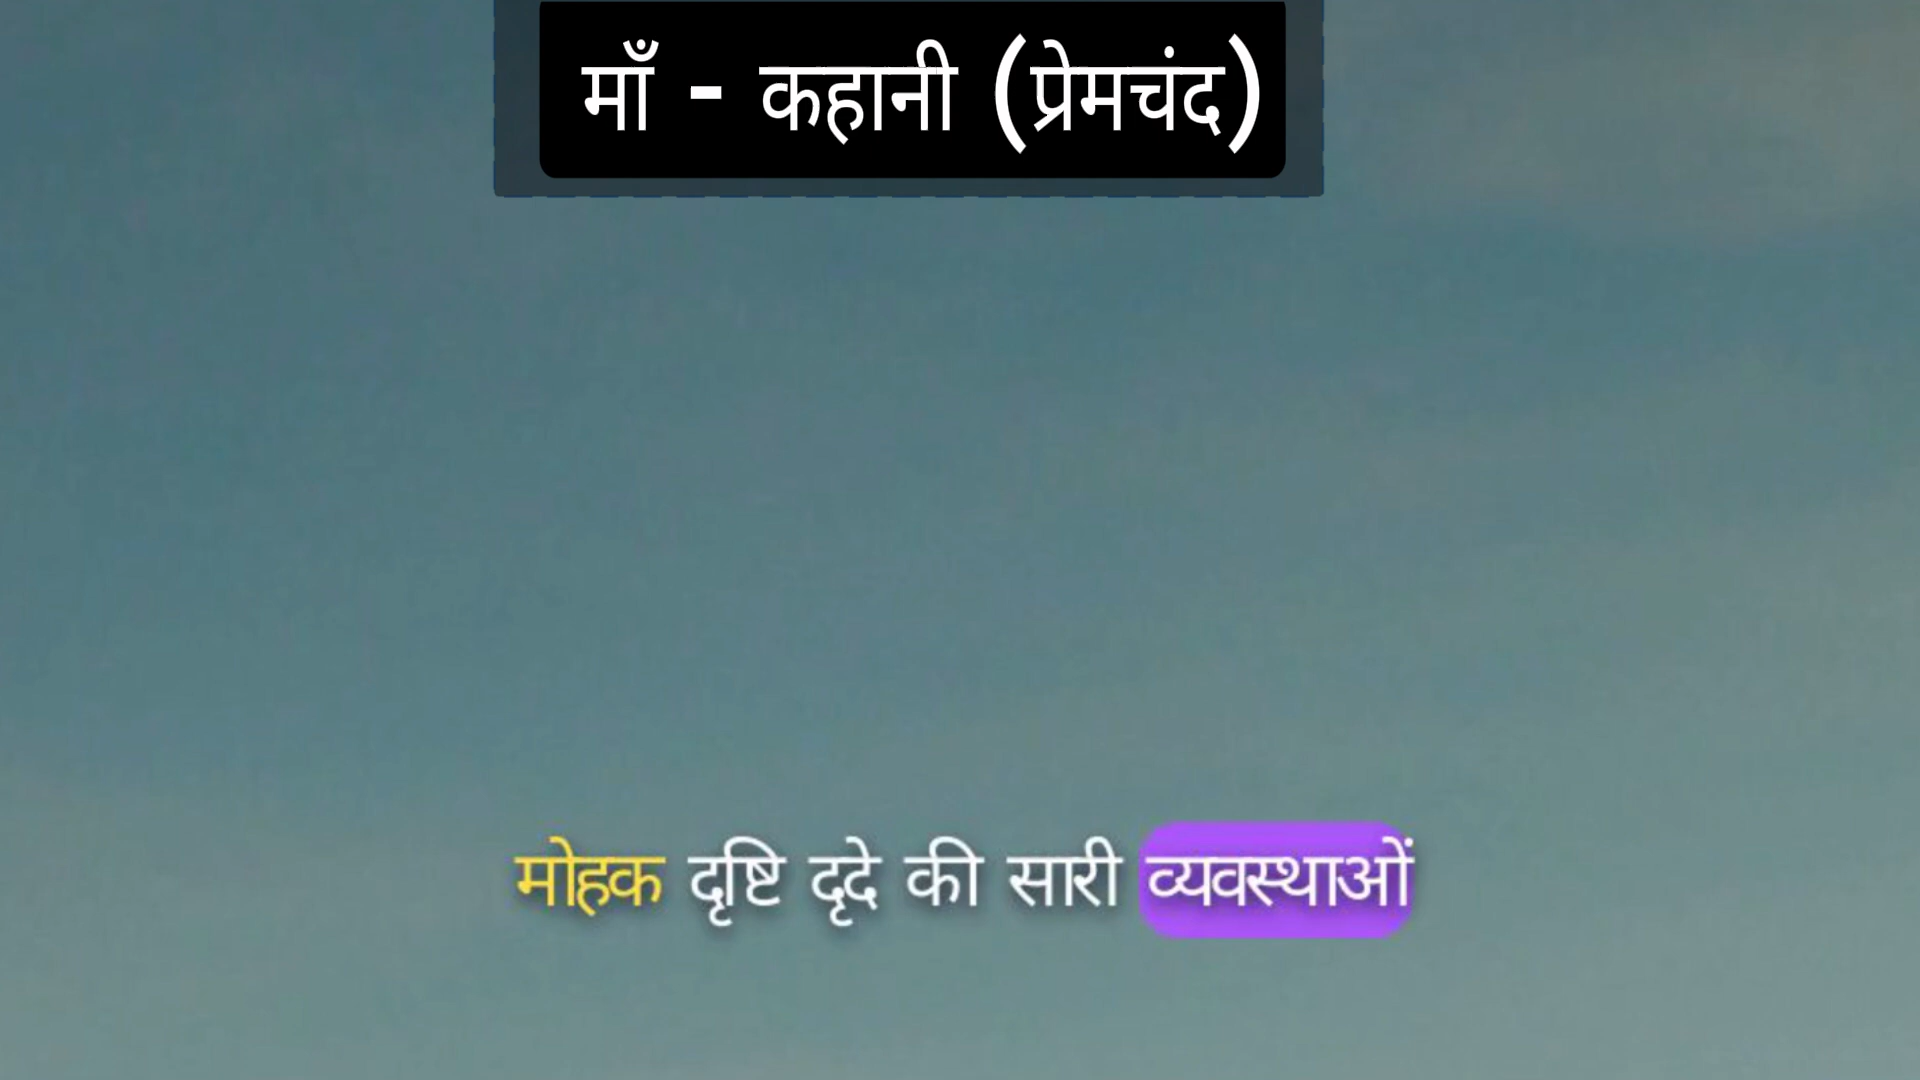 माँ - कहानी (प्रेमचंद)
मोहक दृष्टि दृदे की सारी व्यवस्थाओं